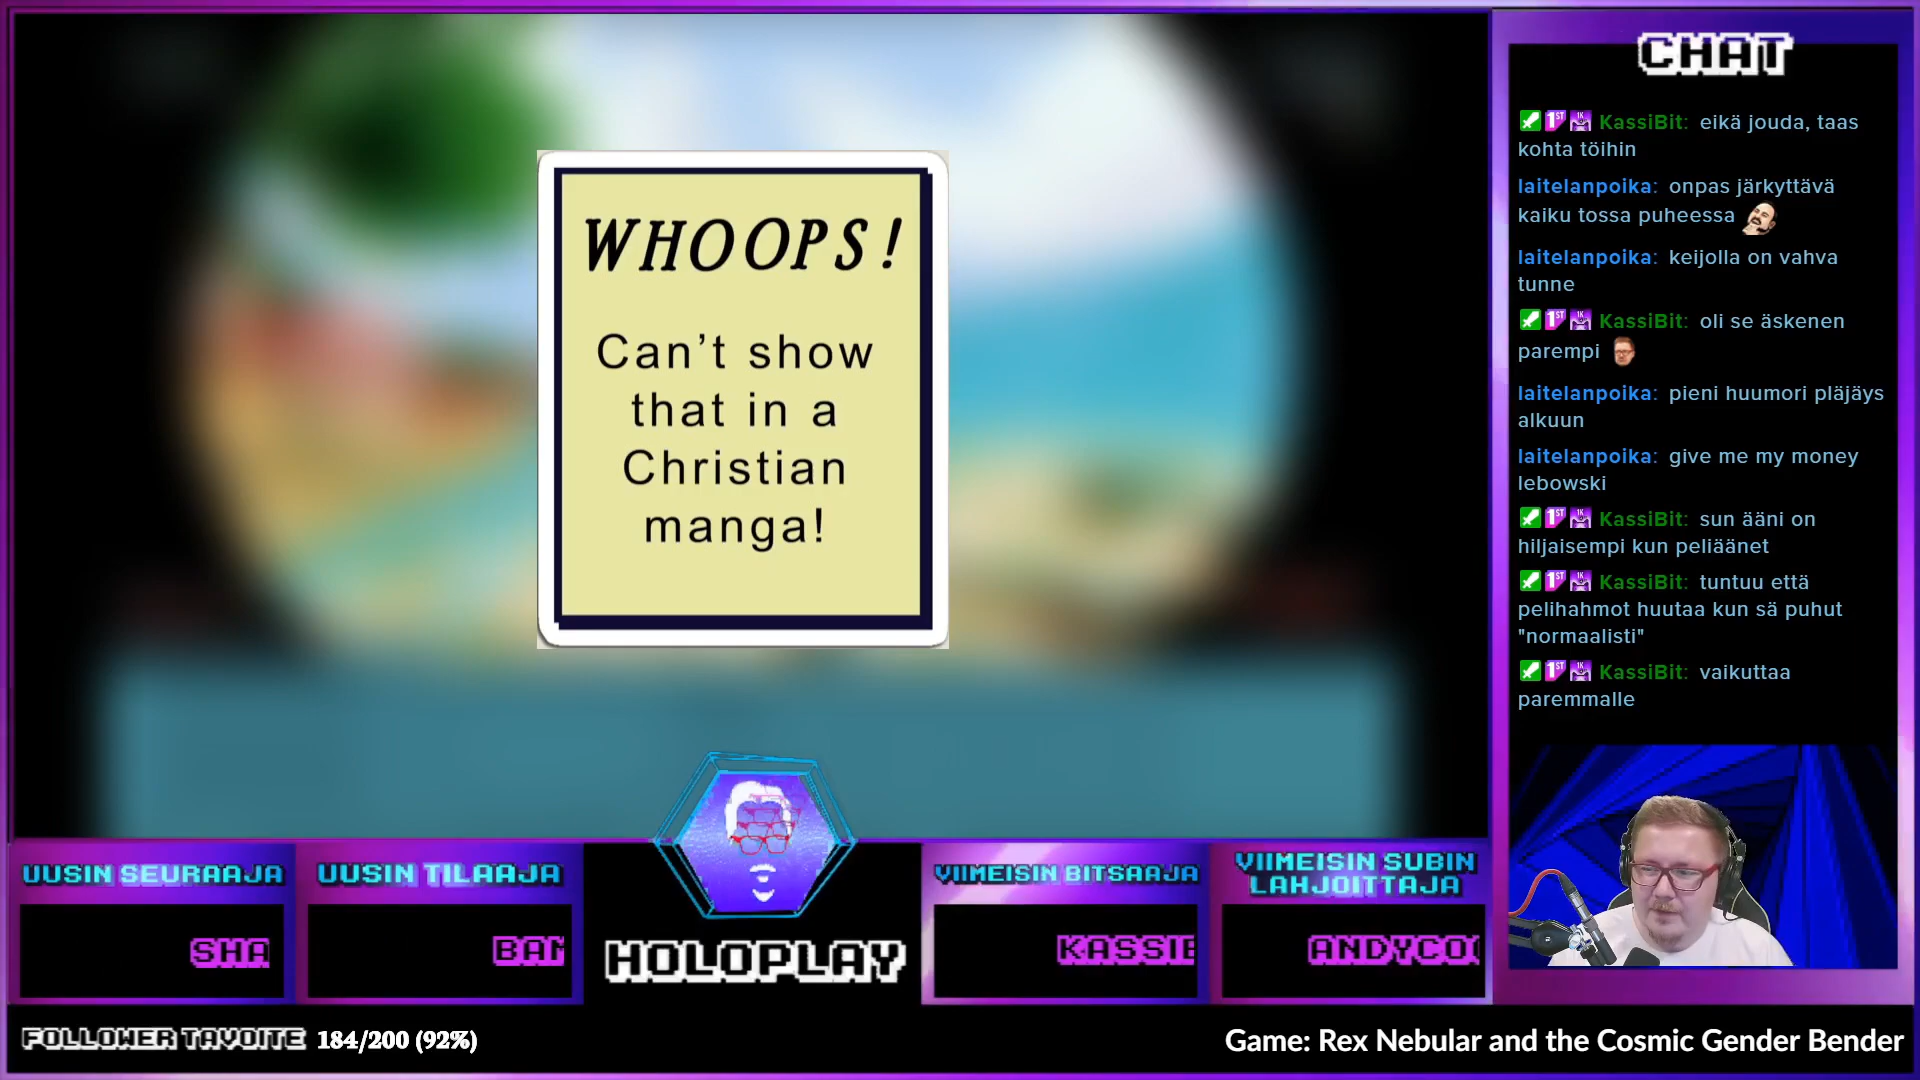 WHOOPS!
Can't show
that in a
Christian
manga!
CHAT
KassiBit: eikä jouda, taas
kohta töihin
laitelanpoika: onpas järkyttävä
kaiku tossa puheessa
laitelanpoika: keijolla on vahva
tunne
KassiBit: oli se äskenen
parempi
laitelanpoika: pieni huumori pläjäys
alkuun
laitelanpoika: give me my money
lebowski
KassiBit: sun ääni on
hiljaisempi kun peliäänet
KassiBit: tuntuu että
pelihahmot huutaa kun sä puhut
"normaalisti"
KassiBit: vaikuttaa
paremmalle
UUSIN SEURAAJA
SHA
UUSIN TILAAJA
BAN
HOLOPLAY
VIIMEISIN BITSAAJA
KASSIB
VIIMEISIN SUBIN
LAHJOITTAJA
ANDYCO
FOLLOWER TAVOITE 184/200 (92%)
Game: Rex Nebular and the Cosmic Gender Bender